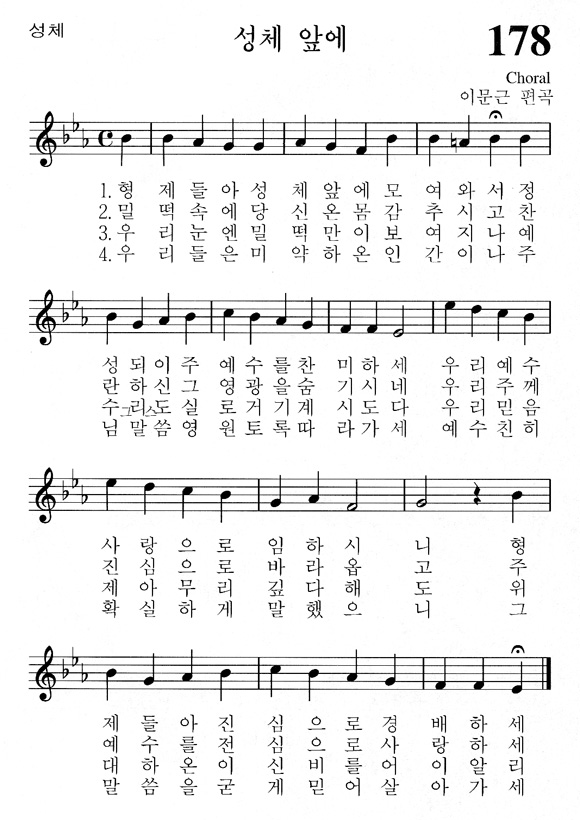 성체
성체 앞에
178
Choral
이문근 편곡
1. 형 제 들 아 성 체 앞 에 모 여 와 서 정
2. 밀 떡 속 에 당 신 온 몸 감 추 시 고 찬
3. 우 리 눈 엔 밀 떡 만 이 보 여 지 나 예
4. 우 리 들 은 미 약 하 온 인 간 이 나 주
성 되 이 주 예 수 를 찬 미 하 세 우 리 예 수
란 하 신 그 영 광 을 숨 기 시 네 우 리 주 께
수 그리스 도 실 로 거 기 계 시 도 다 우 리 믿 음
님 말 씀 영 원 토 록 따 라 가 세 예 수 친 히
사 랑 으 로 임 하 시 니 형
진 심 으 로 바 라 옵 고 주
제 아 무 리 깊 다 해 도 위
확 실 하 게 말 했 으 니 그
제 들 아 진 심 으 로 경 배 하 세
예 수 를 전 심 으 로 사 랑 하 세
대 하 온 이 신 비 를 어 이 알 리
말 씀 을 굳 게 믿 어 살 아 가 세